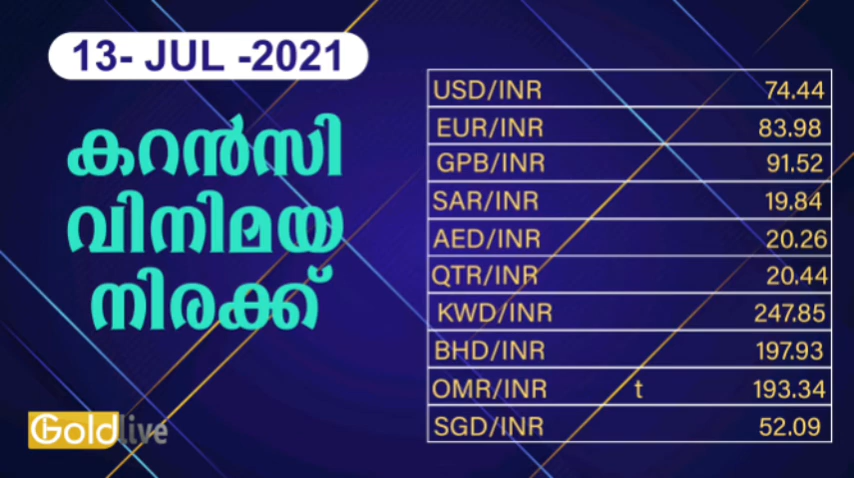 13- JUL -2021
കറൻസി
വിനിമയ
നിരക്ക്
USD/INR 74.44
EUR/INR 83.98
GPB/INR 91.52
SAR/INR 19.84
AED/INR 20.26
QTR/INR 20.44
KWD/INR 247.85
BHD/INR 197.93
OMR/INR t 193.34
SGD/INR 52.09
Goldlive